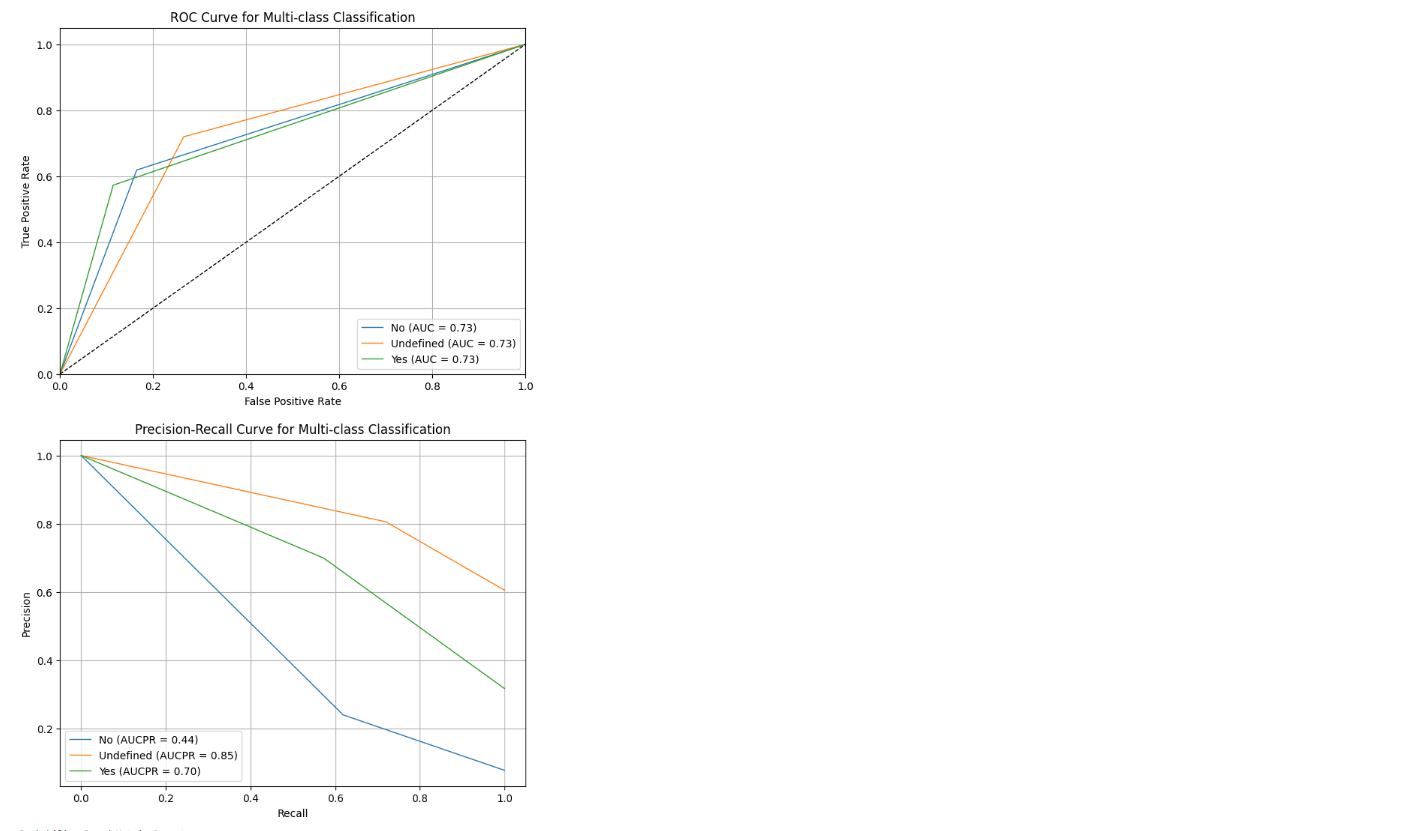 ROC Curve for Multi-class Classification
1.0
0.8
0.6
0.4
0.2
0.0
True Positive Rate
No (AUC = 0.73)
Undefined (AUC = 0.73)
Yes (AUC = 0.73)
0.0 0.2 0.4 0.6 0.8 1.0
False Positive Rate
Precision-Recall Curve for Multi-class Classification
1.0
0.8
0.6
0.4
0.2
Precision
No (AUCPR = 0.44)
Undefined (AUCPR = 0.85)
Yes (AUCPR = 0.70)
0.0 0.2 0.4 0.6 0.8 1.0
Recall